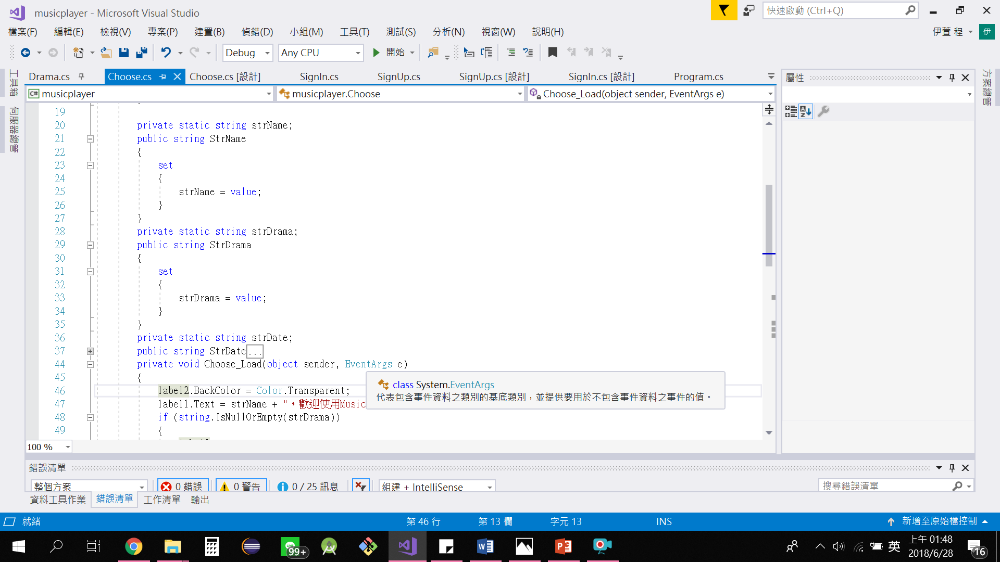 musicplayer - Microsoft Visual Studio
快速啟動 (Ctrl+Q)
檔案(F) 編輯(E) 檢視(V) 專案(P) 建置(B) 偵錯(D) 小組(M) 工具(T) 測試(S) 分析(N) 視窗(W) 說明(H)
伊萱 程
伊
Debug Any CPU 開始
工具箱
伺服器總管
Drama.cs Choose.cs Choose.cs [設計] SignIn.cs SignUp.cs SignUp.cs [設計] SignIn.cs [設計] Program.cs
屬性
方案總管
C# musicplayer musicplayer.Choose Choose_Load(object sender, EventArgs e)
19
20 private static string strName;
21 public string StrName
22 {
23 set
24 {
25 strName = value;
26 }
27 }
28 private static string strDrama;
29 public string StrDrama
30 {
31 set
32 {
33 strDrama = value;
34 }
35 }
36 private static string strDate;
37 public string StrDate...
44 private void Choose_Load(object sender, EventArgs e)
45 {
46 label2.BackColor = Color.Transparent;
47 label1.Text = strName + "，歡迎使用Music
48 if (string.IsNullOrEmpty(strDrama))
49 {
class System.EventArgs
代表包含事件資料之類別的基底類別，並提供要用於不包含事件資料之事件的值。
100 %
錯誤清單
整個方案 0 錯誤 0 警告 0 / 25 訊息 組建 + IntelliSense 搜尋錯誤清單
資料工具作業 錯誤清單 工作清單 輸出
就緒 第 46 行 第 13 欄 字元 13 INS 新增至原始檔控制
99+
英
上午 01:48
2018/6/28
16